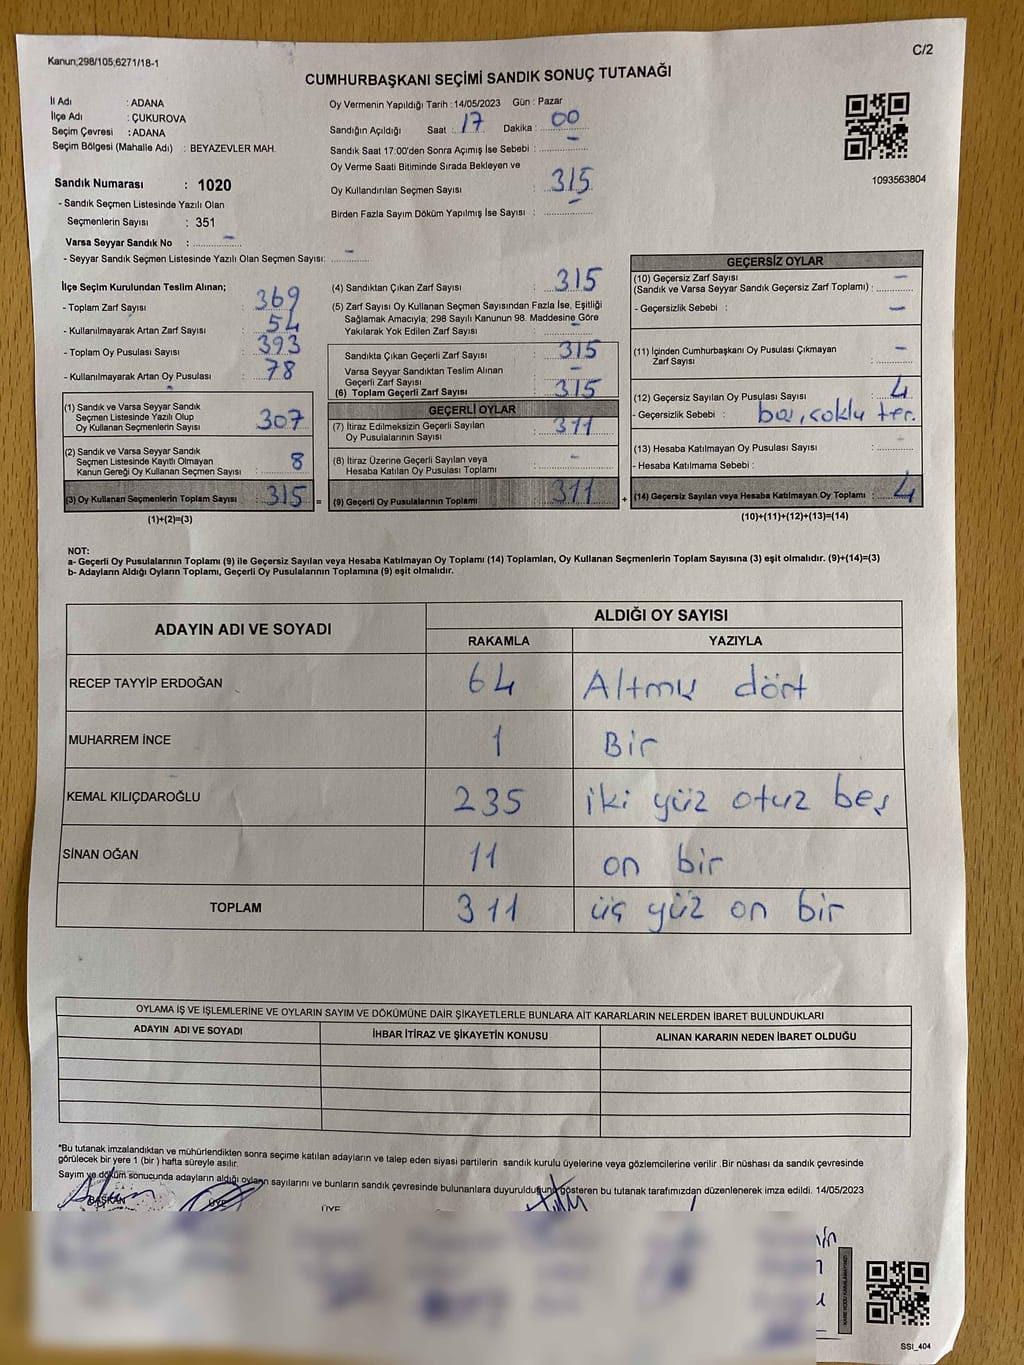 Kanun;298/105,6271/18-1
C/2
CUMHURBAŞKANI SEÇİMİ SANDIK SONUÇ TUTANAĞI
İl Adı : ADANA
İlçe Adı : ÇUKUROVA
Seçim Çevresi : ADANA
Seçim Bölgesi (Mahalle Adı) : BEYAZEVLER MAH.
Sandık Numarası : 1020
- Sandık Seçmen Listesinde Yazılı Olan
Seçmenlerin Sayısı : 351
Varsa Seyyar Sandık No : -
- Seyyar Sandık Seçmen Listesinde Yazılı Olan Seçmen Sayısı: -
Oy Vermenin Yapıldığı Tarih :14/05/2023 Gün : Pazar
Sandığın Açıldığı Saat : 17 Dakika : 00
Sandık Saat 17:00'den Sonra Açımış İse Sebebi : -
Oy Verme Saati Bitiminde Sırada Bekleyen ve
Oy Kullandırılan Seçmen Sayısı : 315
Birden Fazla Sayım Döküm Yapılmış İse Sayısı : -
1093563804
İlçe Seçim Kurulundan Teslim Alınan;
- Toplam Zarf Sayısı : 369
- Kullanılmayarak Artan Zarf Sayısı : 54
- Toplam Oy Pusulası Sayısı : 393
- Kullanılmayarak Artan Oy Pusulası : 78
(1) Sandık ve Varsa Seyyar Sandık
Seçmen Listesinde Yazılı Olup
Oy Kullanan Seçmenlerin Sayısı : 307
(2) Sandık ve Varsa Seyyar Sandık
Seçmen Listesinde Kayıtlı Olmayan
Kanun Gereği Oy Kullanan Seçmen Sayısı : 8
(3) Oy Kullanan Seçmenlerin Toplam Sayısı : 315 =
(1)+(2)=(3)
(4) Sandıktan Çıkan Zarf Sayısı : 315
(5) Zarf Sayısı Oy Kullanan Seçmen Sayısından Fazla İse, Eşitliği
Sağlamak Amacıyla; 298 Sayılı Kanunun 98. Maddesine Göre
Yakılarak Yok Edilen Zarf Sayısı : -
Sandıkta Çıkan Geçerli Zarf Sayısı : 315
Varsa Seyyar Sandıktan Teslim Alınan
Geçerli Zarf Sayısı : -
(6) Toplam Geçerli Zarf Sayısı : 315
GEÇERLİ OYLAR
(7) İtiraz Edilmeksizin Geçerli Sayılan
Oy Pusulalarının Sayısı : 311
(8) İtiraz Üzerine Geçerli Sayılan veya
Hesaba Katılan Oy Pusulası Toplamı : -
(9) Geçerli Oy Pusulalarının Toplamı : 311 +
GEÇERSİZ OYLAR
(10) Geçersiz Zarf Sayısı
(Sandık ve Varsa Seyyar Sandık Geçersiz Zarf Toplamı) : -
- Geçersizlik Sebebi : -
(11) İçinden Cumhurbaşkanı Oy Pusulası Çıkmayan
Zarf Sayısı : -
(12) Geçersiz Sayılan Oy Pusulası Sayısı : 4
- Geçersizlik Sebebi : boş, çoklu ter.
(13) Hesaba Katılmayan Oy Pusulası Sayısı : -
- Hesaba Katılmama Sebebi :
(14) Geçersiz Sayılan veya Hesaba Katılmayan Oy Toplamı : 4
(10)+(11)+(12)+(13)=(14)
NOT:
a- Geçerli Oy Pusulalarının Toplamı (9) ile Geçersiz Sayılan veya Hesaba Katılmayan Oy Toplamı (14) Toplamları, Oy Kullanan Seçmenlerin Toplam Sayısına (3) eşit olmalıdır. (9)+(14)=(3)
b- Adayların Aldığı Oyların Toplamı, Geçerli Oy Pusulalarının Toplamına (9) eşit olmalıdır.
ADAYIN ADI VE SOYADI ALDIĞI OY SAYISI
RAKAMLA YAZIYLA
RECEP TAYYİP ERDOĞAN 64 Altmış dört
MUHARREM İNCE 1 Bir
KEMAL KILIÇDAROĞLU 235 iki yüz otuz beş
SİNAN OĞAN 11 on bir
TOPLAM 311 üç yüz on bir
OYLAMA İŞ VE İŞLEMLERİNE VE OYLARIN SAYIM VE DÖKÜMÜNE DAİR ŞİKAYETLERLE BUNLARA AİT KARARLARIN NELERDEN İBARET BULUNDUKLARI
ADAYIN ADI VE SOYADI İHBAR İTİRAZ VE ŞİKAYETİN KONUSU ALINAN KARARIN NEDEN İBARET OLDUĞU
*Bu tutanak imzalandıktan ve mühürlendikten sonra seçime katılan adayların ve talep eden siyasi partilerin sandık kurulu üyelerine veya gözlemcilerine verilir .Bir nüshası da sandık çevresinde
görülecek bir yere 1 (bir ) hafta süreyle asılır.
Sayım ve döküm sonucunda adayların aldığı oyların sayılarını ve bunların sandık çevresinde bulunanlara duyurulduğunu gösteren bu tutanak tarafımızdan düzenlenerek imza edildi. 14/05/2023
BAŞKAN ÜYE ÜYE
SSİ_404